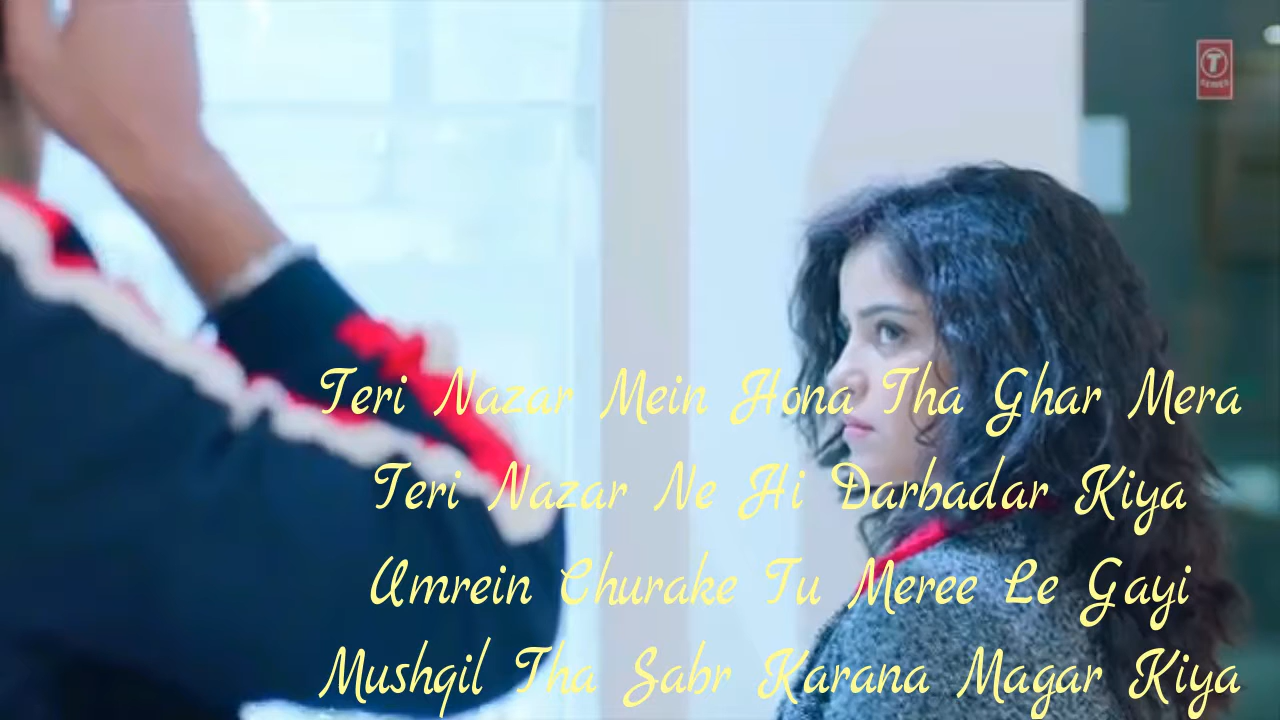 T
SERIES
Teri Nazar Mein Hona Tha Ghar Mera
Teri Nazar Ne Hi Darbadar Kiya
Umrein Churake Tu Meree Le Gayi
Mushqil Tha Sabr Karana Magar Kiya